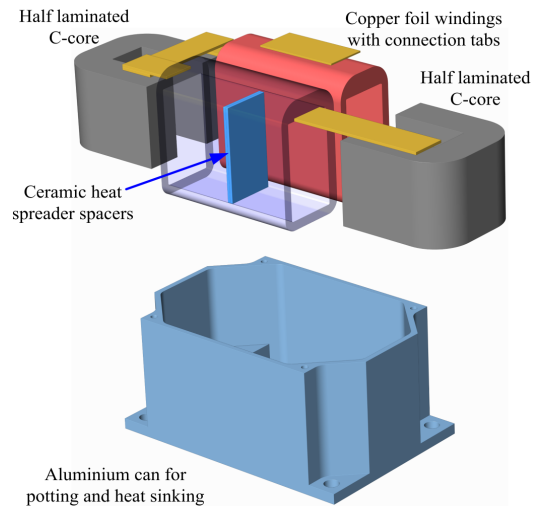 Half laminated
C-core
Copper foil windings
with connection tabs
Half laminated
C-core
Ceramic heat
spreader spacers
Aluminium can for
potting and heat sinking